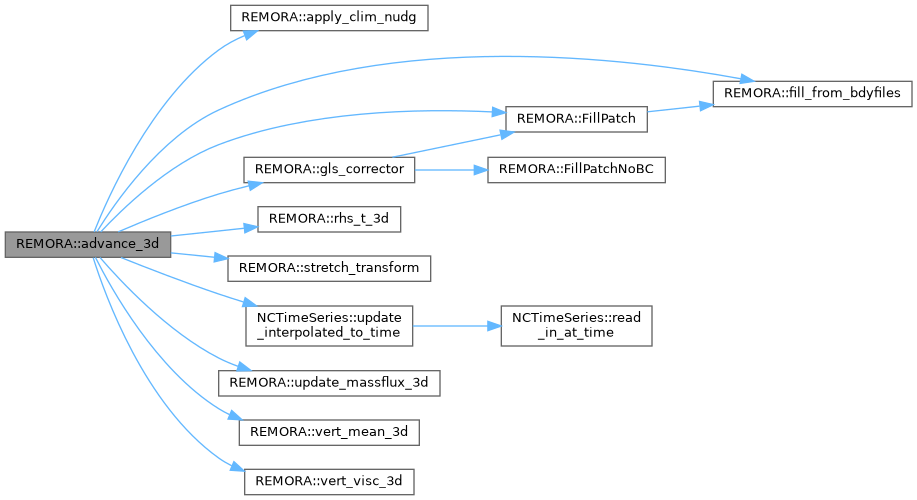 REMORA::apply_clim_nudg
REMORA::fill_from_bdyfiles
REMORA::FillPatch
REMORA::gls_corrector
REMORA::FillPatchNoBC
REMORA::rhs_t_3d
REMORA::advance_3d
REMORA::stretch_transform
NCTimeSeries::update
_interpolated_to_time
NCTimeSeries::read
_in_at_time
REMORA::update_massflux_3d
REMORA::vert_mean_3d
REMORA::vert_visc_3d